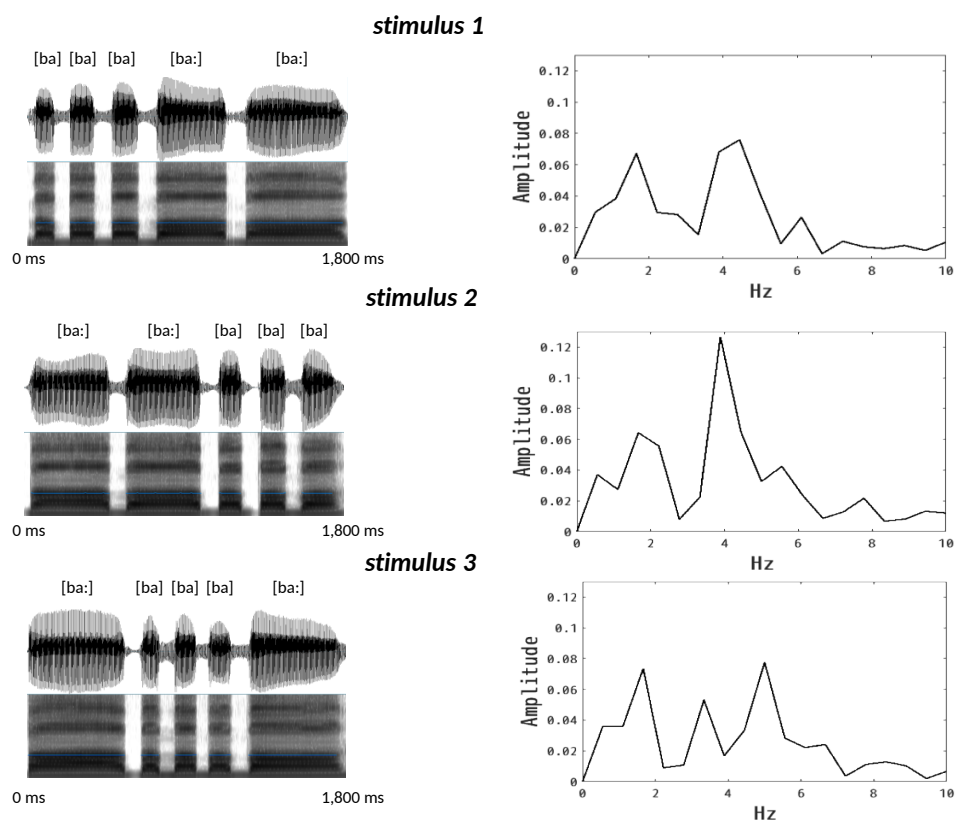 stimulus 1
[ba] [ba] [ba] [ba:] [ba:]
0 ms 1,800 ms
0.12
0.1
0.08
0.06
0.04
0.02
0
Amplitude
0 2 4 6 8 10
Hz
stimulus 2
[ba:] [ba:] [ba] [ba] [ba]
0 ms 1,800 ms
0.12
0.1
0.08
0.06
0.04
0.02
0
Amplitude
0 2 4 6 8 10
Hz
stimulus 3
[ba:] [ba] [ba] [ba] [ba:]
0 ms 1,800 ms
0.12
0.1
0.08
0.06
0.04
0.02
0
Amplitude
0 2 4 6 8 10
Hz